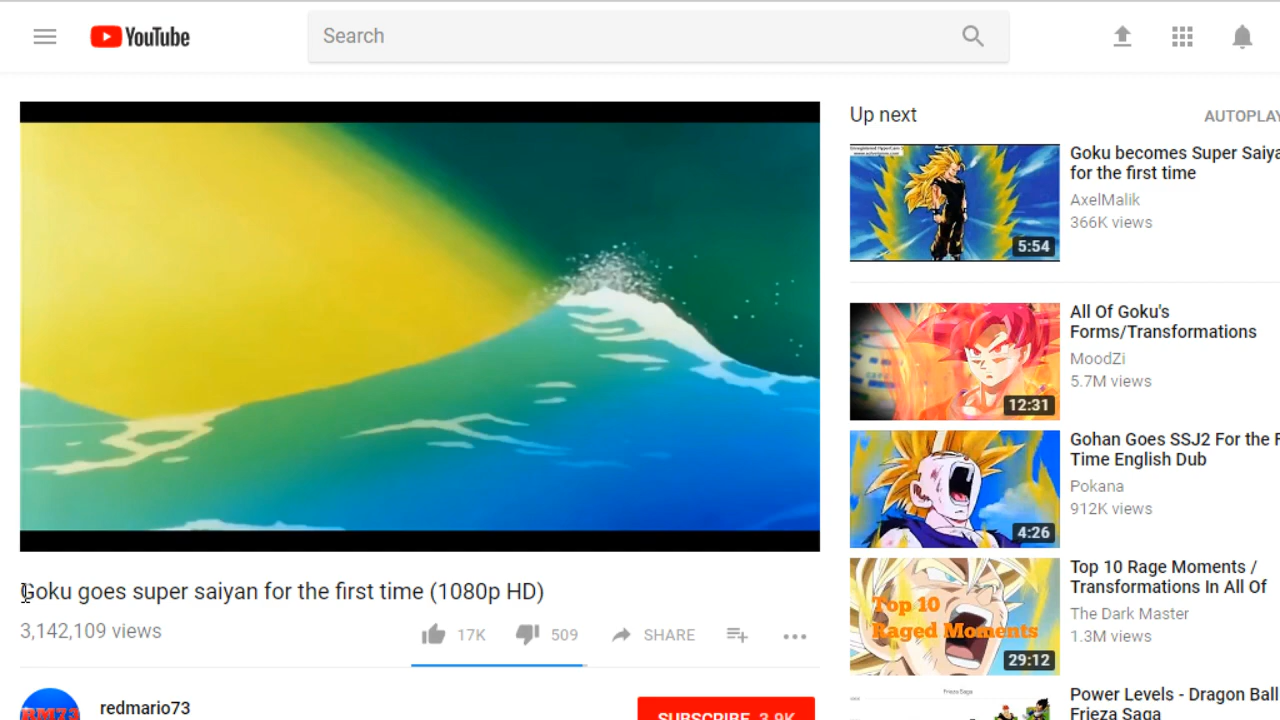 YouTube
Search
Up next
AUTOPLAY
5:54
Goku becomes Super Saiya
for the first time
AxelMalik
366K views
12:31
All Of Goku's
Forms/Transformations
MoodZi
5.7M views
4:26
Gohan Goes SSJ2 For the F
Time English Dub
Pokana
912K views
Top 10
Raged Moments
29:12
Top 10 Rage Moments /
Transformations In All Of
The Dark Master
1.3M views
Frieza Saga
Power Levels - Dragon Ball
Frieza Saga
Goku goes super saiyan for the first time (1080p HD)
3,142,109 views
17K
509
SHARE
RM73
redmario73
SUBSCRIBE 3.9K